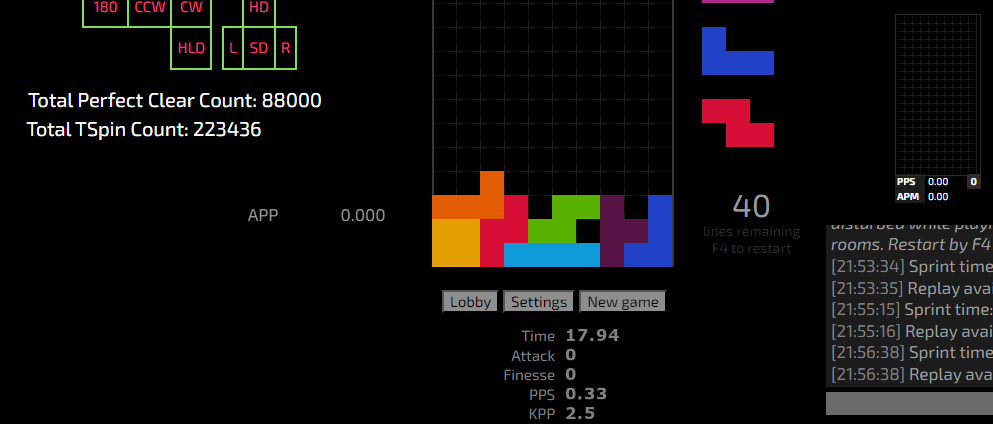 180 CCW CW HD
HLD L SD R
Total Perfect Clear Count: 88000
Total TSpin Count: 223436
APP 0.000
40
lines remaining
F4 to restart
Lobby Settings New game
Time 17.94
Attack 0
Finesse 0
PPS 0.33
KPP 2.5
PPS 0.00 0
APM 0.00
disturbed while playi
rooms. Restart by F4
[21:53:34] Sprint time
[21:53:35] Replay avai
[21:55:15] Sprint time:
[21:55:16] Replay avai
[21:56:38] Sprint time
[21:56:38] Replay ava